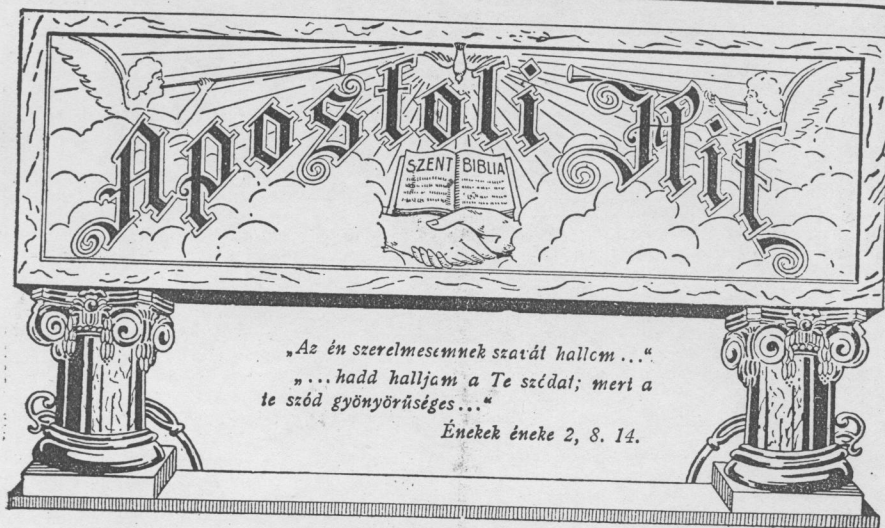 Apostoli Hit
SZENT BIBLIA
„Az én szerelmesemnek szavát hallom ...“
„...hadd halljam a Te szódat; mert a
te szód gyönyörűséges...“
Énekek éneke 2, 8. 14.